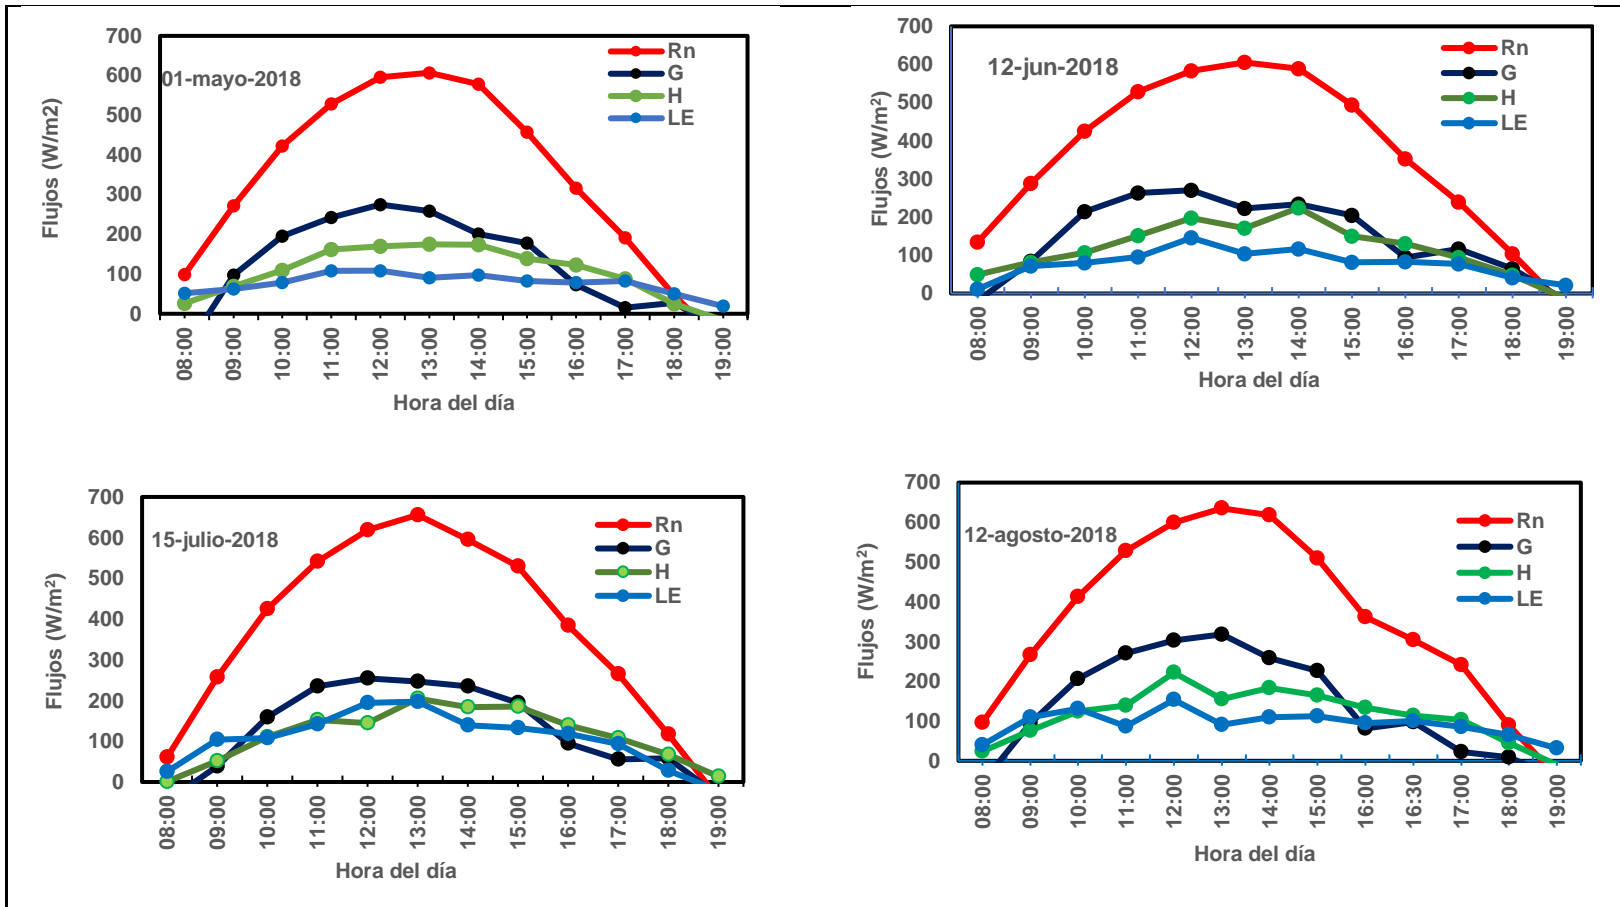 700
600
500
400
300
200
100
0
Flujos (W/m2)
01-mayo-2018
Rn
G
H
LE
08:00
09:00
10:00
11:00
12:00
13:00
14:00
15:00
16:00
17:00
18:00
19:00
Hora del día
700
600
500
400
300
200
100
0
Flujos (W/m²)
12-jun-2018
Rn
G
H
LE
08:00
09:00
10:00
11:00
12:00
13:00
14:00
15:00
16:00
17:00
18:00
19:00
Hora del día
700
600
500
400
300
200
100
0
Flujos (W/m²)
15-julio-2018
Rn
G
H
LE
08:00
09:00
10:00
11:00
12:00
13:00
14:00
15:00
16:00
17:00
18:00
19:00
Hora del día
700
600
500
400
300
200
100
0
Flujos (W/m²)
12-agosto-2018
Rn
G
H
LE
08:00
09:00
10:00
11:00
12:00
13:00
14:00
15:00
16:00
16:30
17:00
18:00
19:00
Hora del día